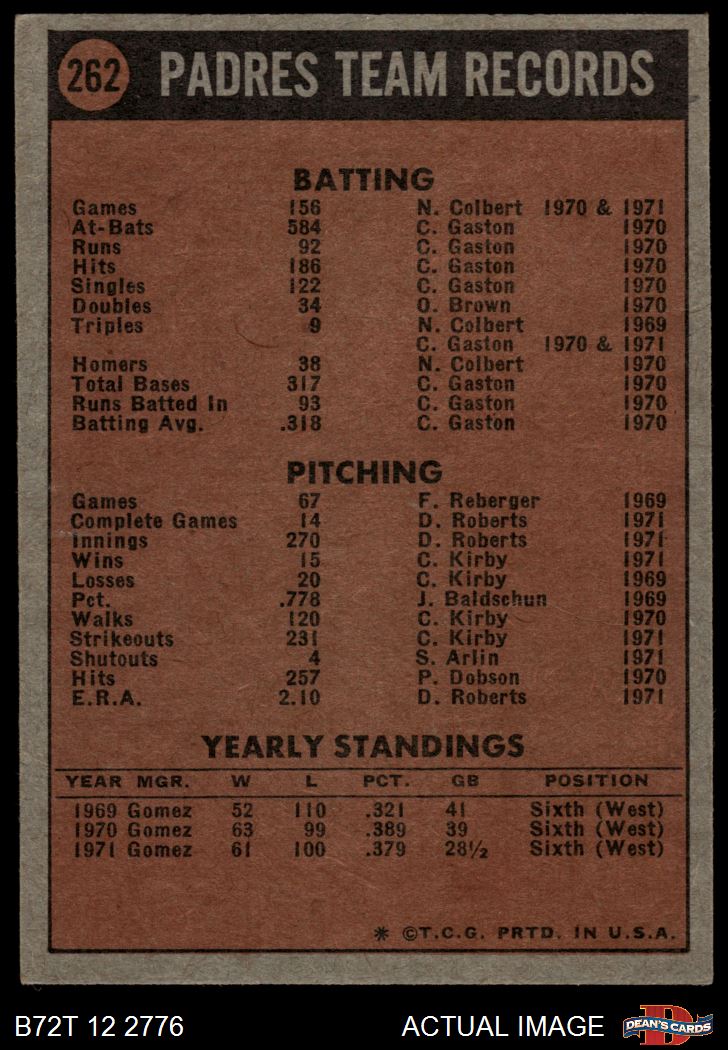 262 PADRES TEAM RECORDS
BATTING
Games 156 N. Colbert 1970 & 1971
At-Bats 584 C. Gaston 1970
Runs 92 C. Gaston 1970
Hits 186 C. Gaston 1970
Singles 122 C. Gaston 1970
Doubles 34 O. Brown 1970
Triples 9 N. Colbert 1969
C. Gaston 1970 & 1971
Homers 38 N. Colbert 1970
Total Bases 317 C. Gaston 1970
Runs Batted In 93 C. Gaston 1970
Batting Avg. .318 C. Gaston 1970
PITCHING
Games 67 F. Reberger 1969
Complete Games 14 D. Roberts 1971
Innings 270 D. Roberts 1971
Wins 15 C. Kirby 1971
Losses 20 C. Kirby 1969
Pct. .778 J. Baldschun 1969
Walks 120 C. Kirby 1970
Strikeouts 231 C. Kirby 1971
Shutouts 4 S. Arlin 1971
Hits 257 P. Dobson 1970
E.R.A. 2.10 D. Roberts 1971
YEARLY STANDINGS
YEAR MGR. W L PCT. GB POSITION
1969 Gomez 52 110 .321 41 Sixth (West)
1970 Gomez 63 99 .389 39 Sixth (West)
1971 Gomez 61 100 .379 28½ Sixth (West)
* ©T.C.G. PRTD. IN U.S.A.
B72T 12 2776 ACTUAL IMAGE D DEAN'S CARDS